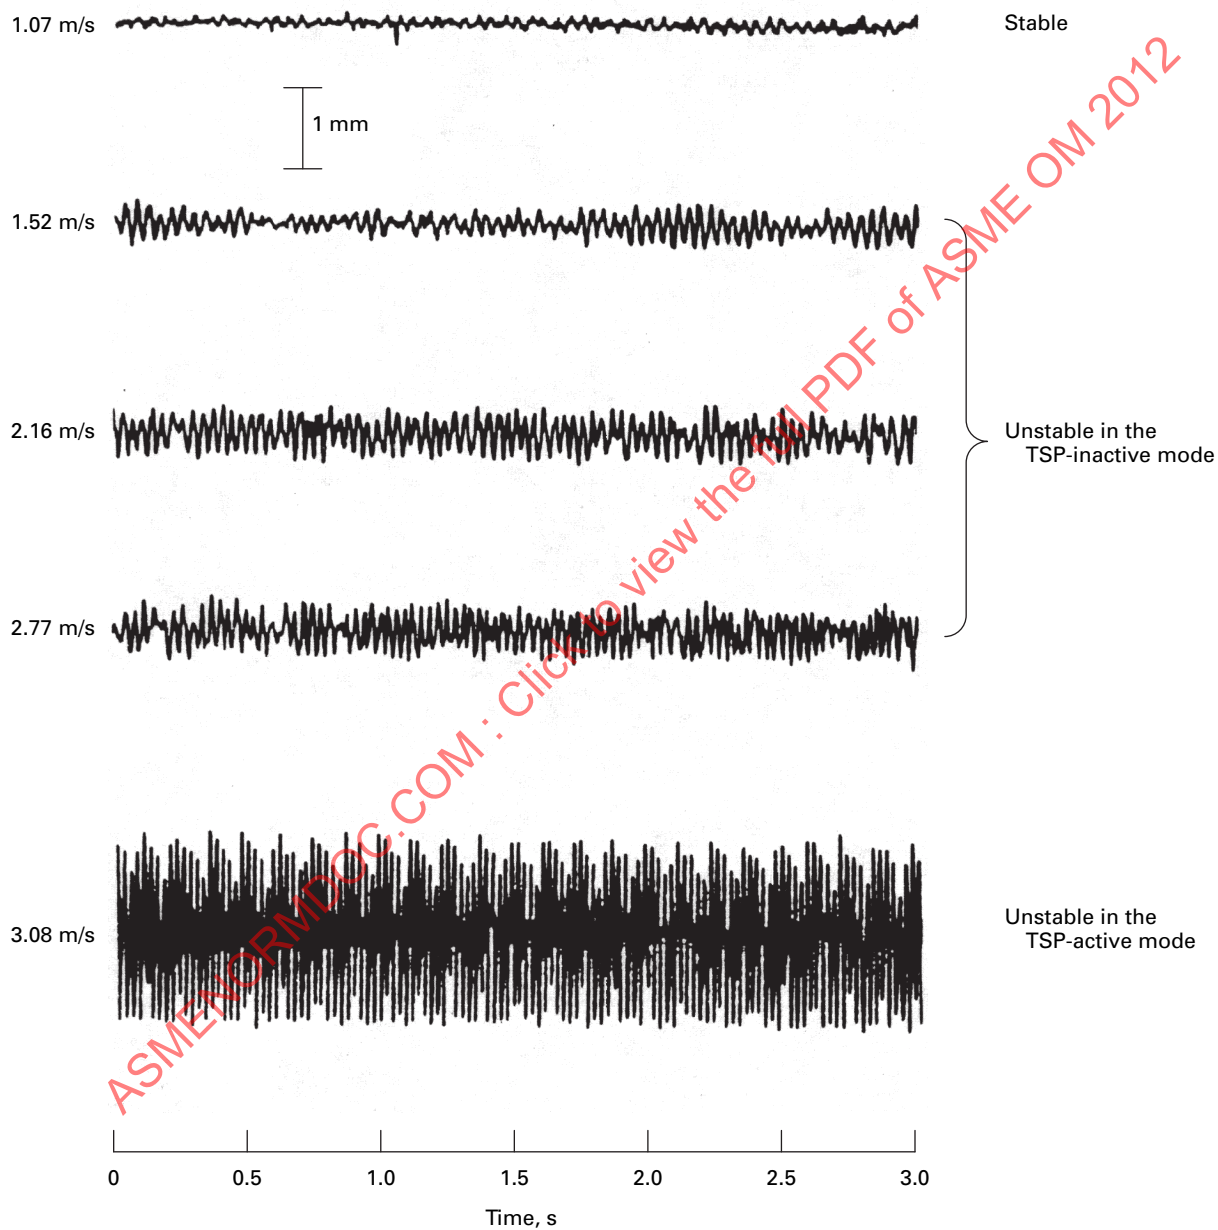 1.07 m/s
Stable
1 mm
1.52 m/s
2.16 m/s
Unstable in the
TSP-inactive mode
2.77 m/s
3.08 m/s
Unstable in the
TSP-active mode
0 0.5 1.0 1.5 2.0 2.5 3.0
Time, s
ASMENORMDOC.COM : Click to view the full PDF of ASME OM 2012